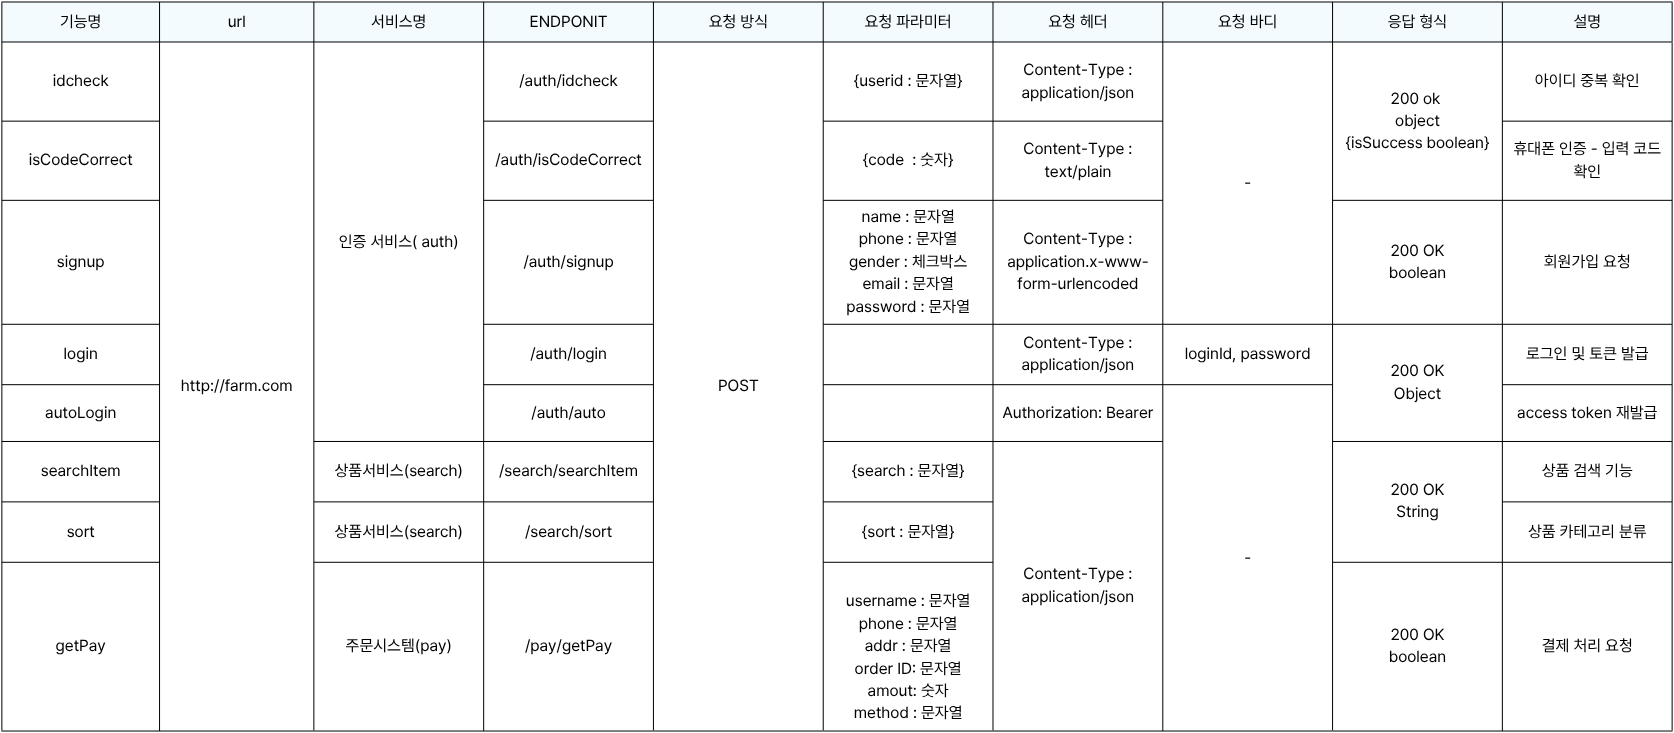 기능명 url 서비스명 ENDPONIT 요청 방식 요청 파라미터 요청 헤더 요청 바디 응답 형식 설명
idcheck
http://farm.com
인증 서비스( auth)
/auth/idcheck
POST
{userid : 문자열}
Content-Type :
application/json
-
200 ok
object
{isSuccess boolean}
아이디 중복 확인
isCodeCorrect
/auth/isCodeCorrect
{code  : 숫자}
Content-Type :
text/plain
휴대폰 인증 - 입력 코드
확인
signup
/auth/signup
name : 문자열
phone : 문자열
gender : 체크박스
email : 문자열
password : 문자열
Content-Type :
application.x-www-
form-urlencoded
200 OK
boolean
회원가입 요청
login
/auth/login
Content-Type :
application/json
loginId, password
200 OK
Object
로그인 및 토큰 발급
autoLogin
/auth/auto
Authorization: Bearer
-
access token 재발급
searchItem
상품서비스(search)
/search/searchItem
{search : 문자열}
Content-Type :
application/json
200 OK
String
상품 검색 기능
sort
상품서비스(search)
/search/sort
{sort : 문자열}
상품 카테고리 분류
getPay
주문시스템(pay)
/pay/getPay
username : 문자열
phone : 문자열
addr : 문자열
order ID: 문자열
amout: 숫자
method : 문자열
200 OK
boolean
결제 처리 요청